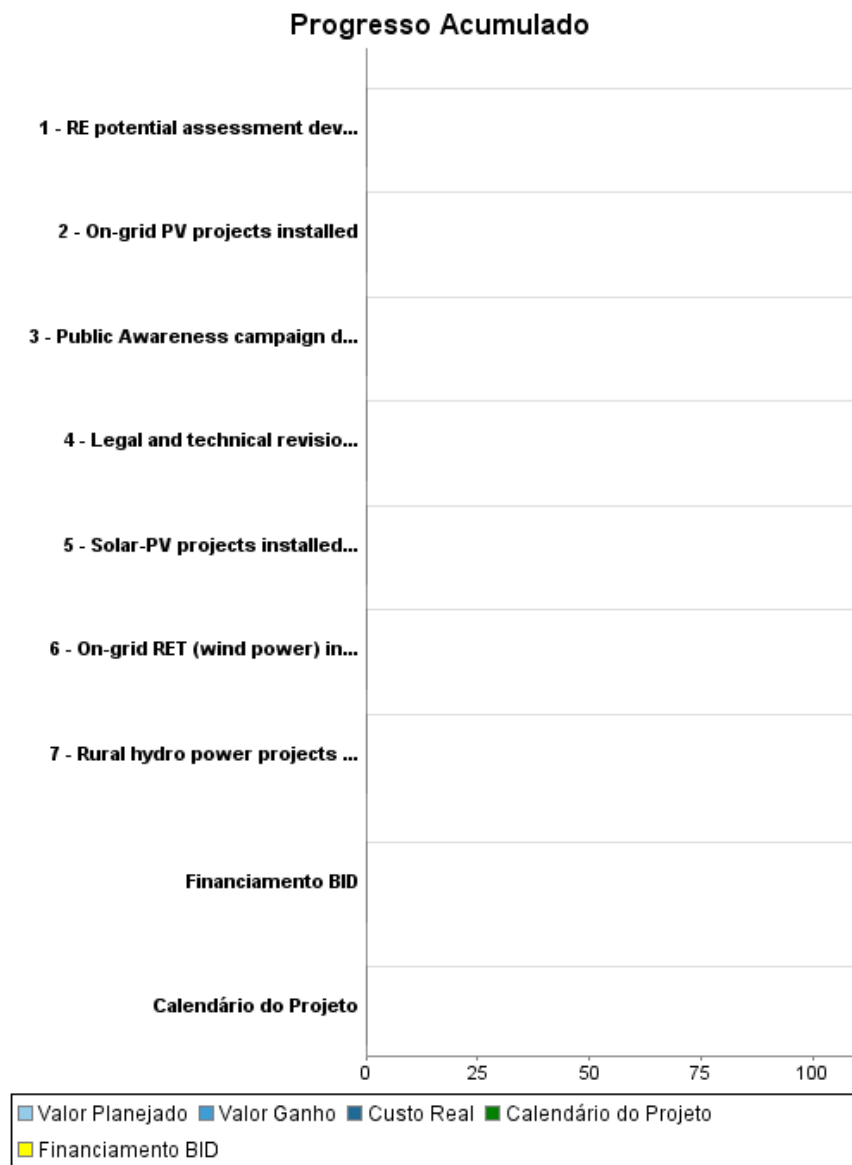 Progresso Acumulado
1 - RE potential assessment dev...
2 - On-grid PV projects installed
3 - Public Awareness campaign d...
4 - Legal and technical revisio...
5 - Solar-PV projects installed...
6 - On-grid RET (wind power) in...
7 - Rural hydro power projects ...
Financiamento BID
Calendário do Projeto
0 25 50 75 100
Valor Planejado Valor Ganho Custo Real Calendário do Projeto
Financiamento BID